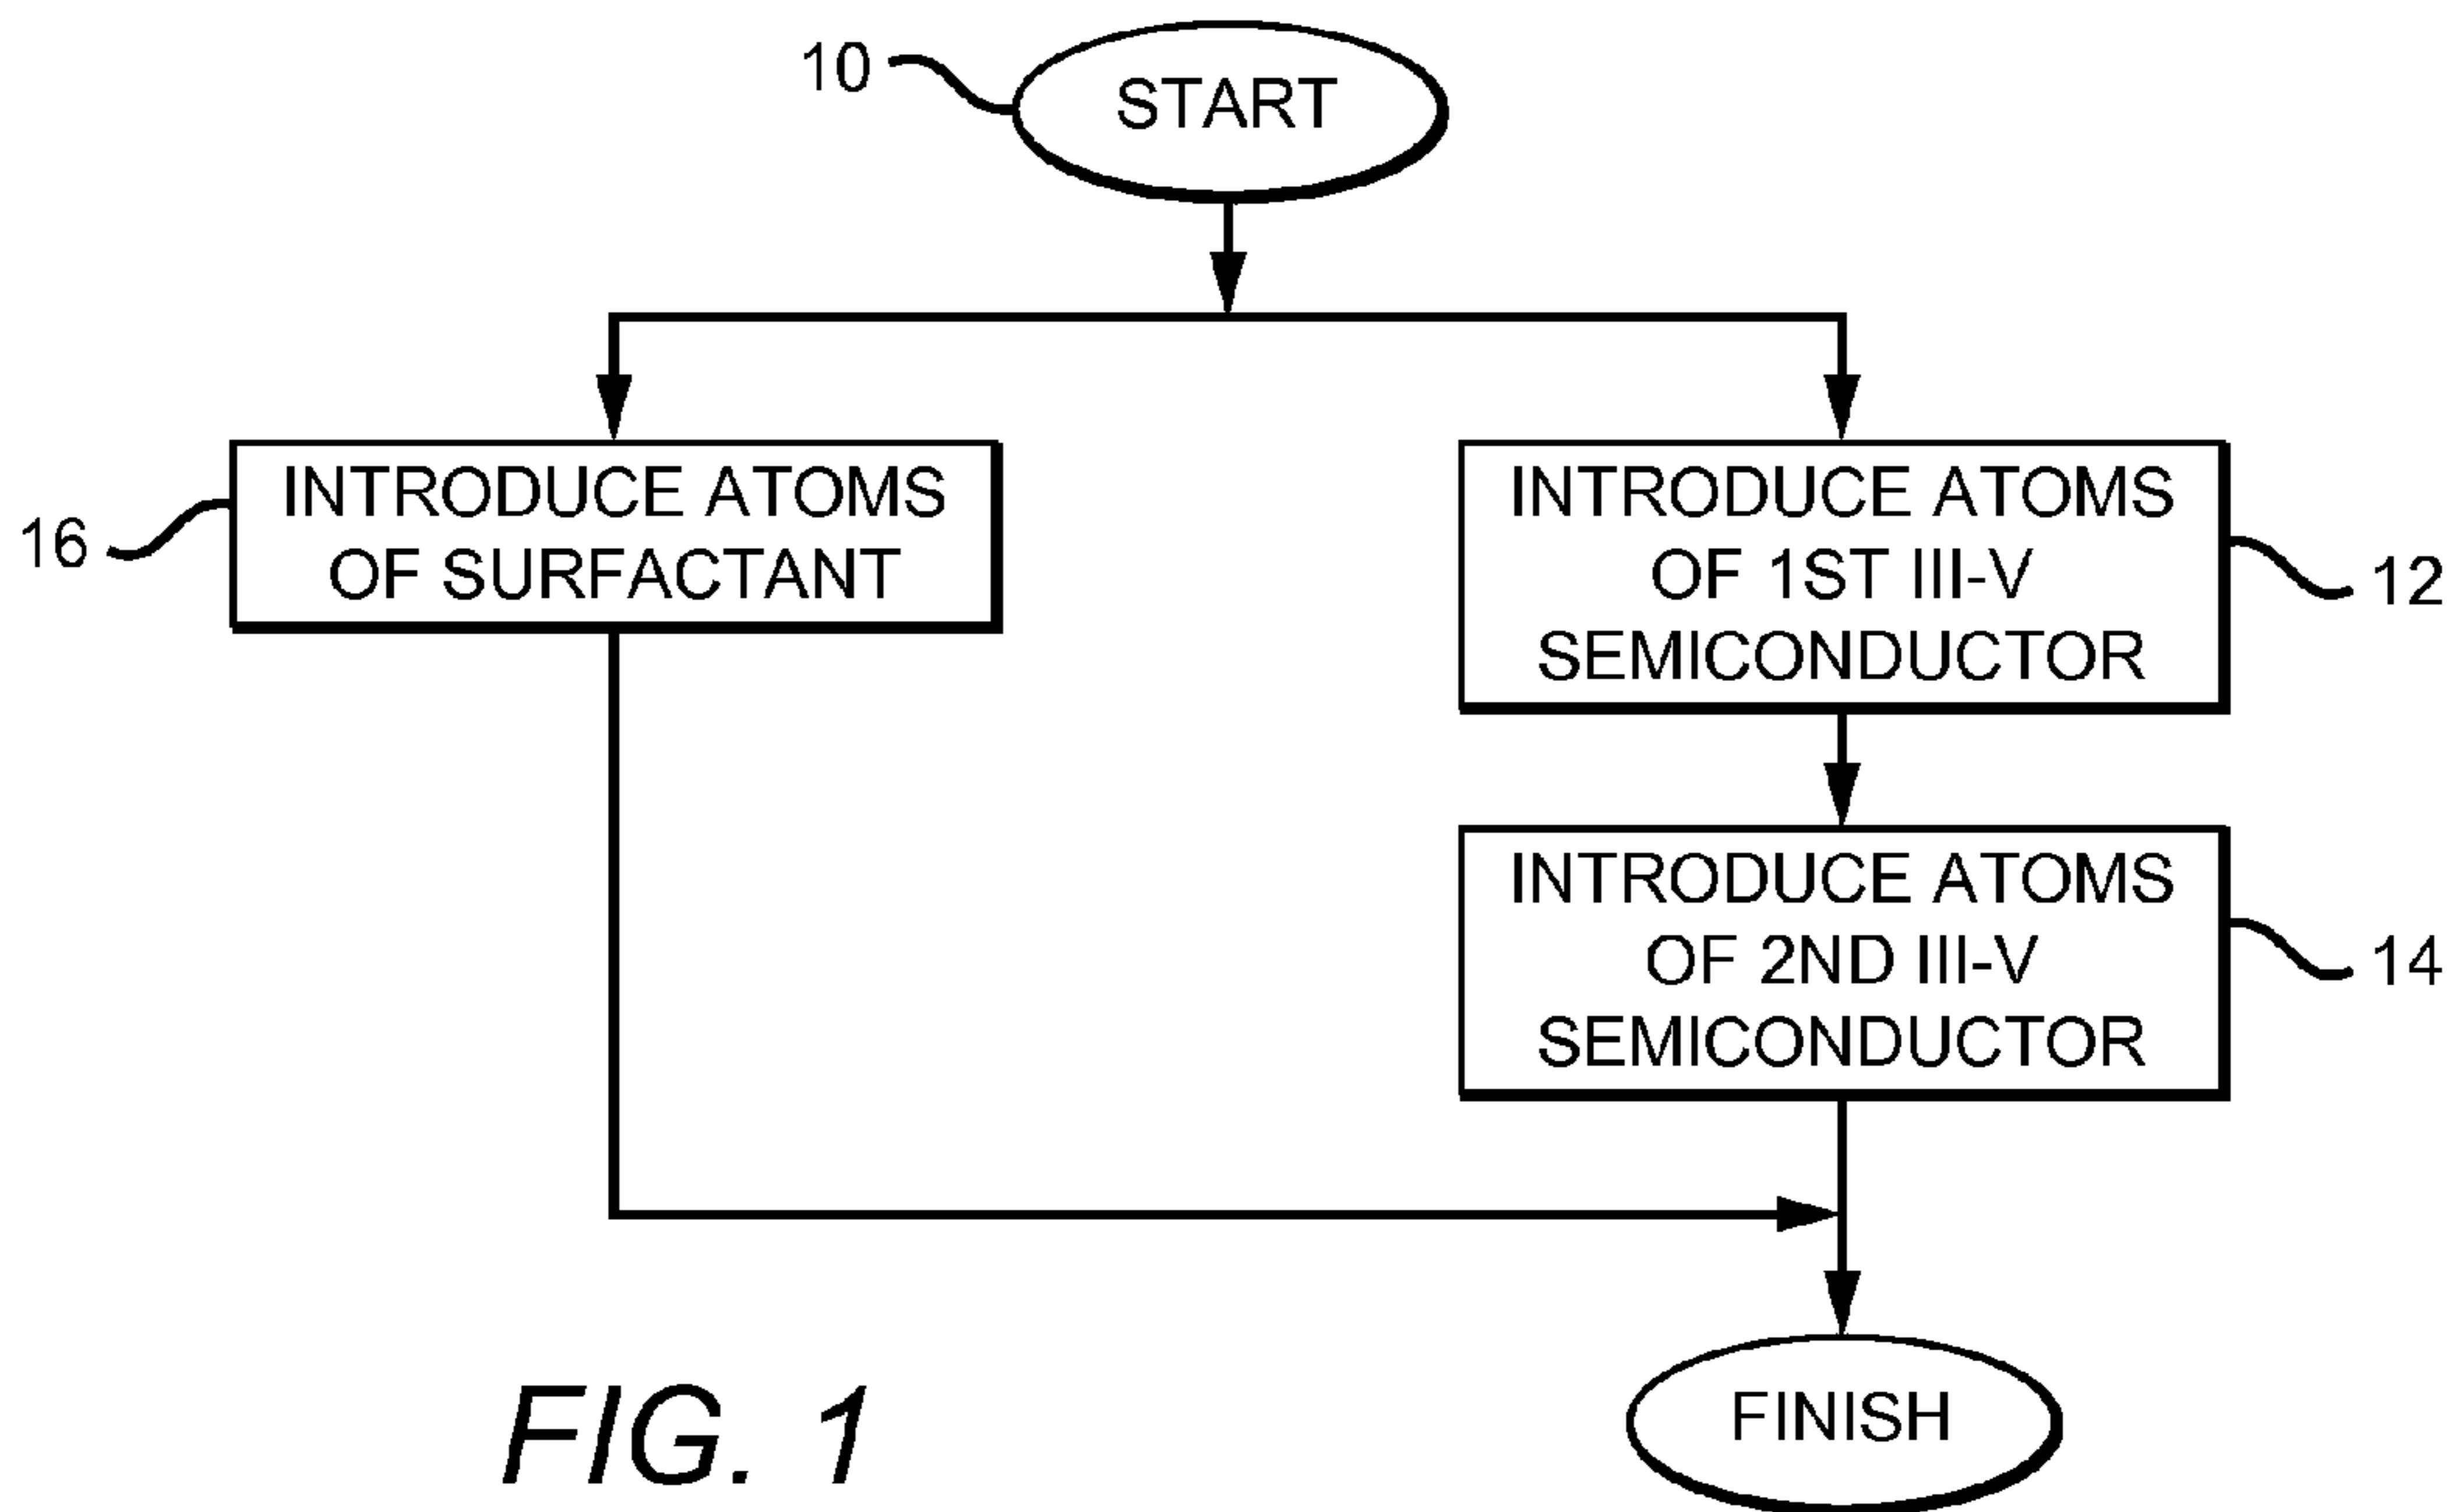 10
START
INTRODUCE ATOMS
OF SURFACTANT
16
INTRODUCE ATOMS
OF 1ST III-V
SEMICONDUCTOR
12
INTRODUCE ATOMS
OF 2ND III-V
SEMICONDUCTOR
14
FINISH
FIG. 1